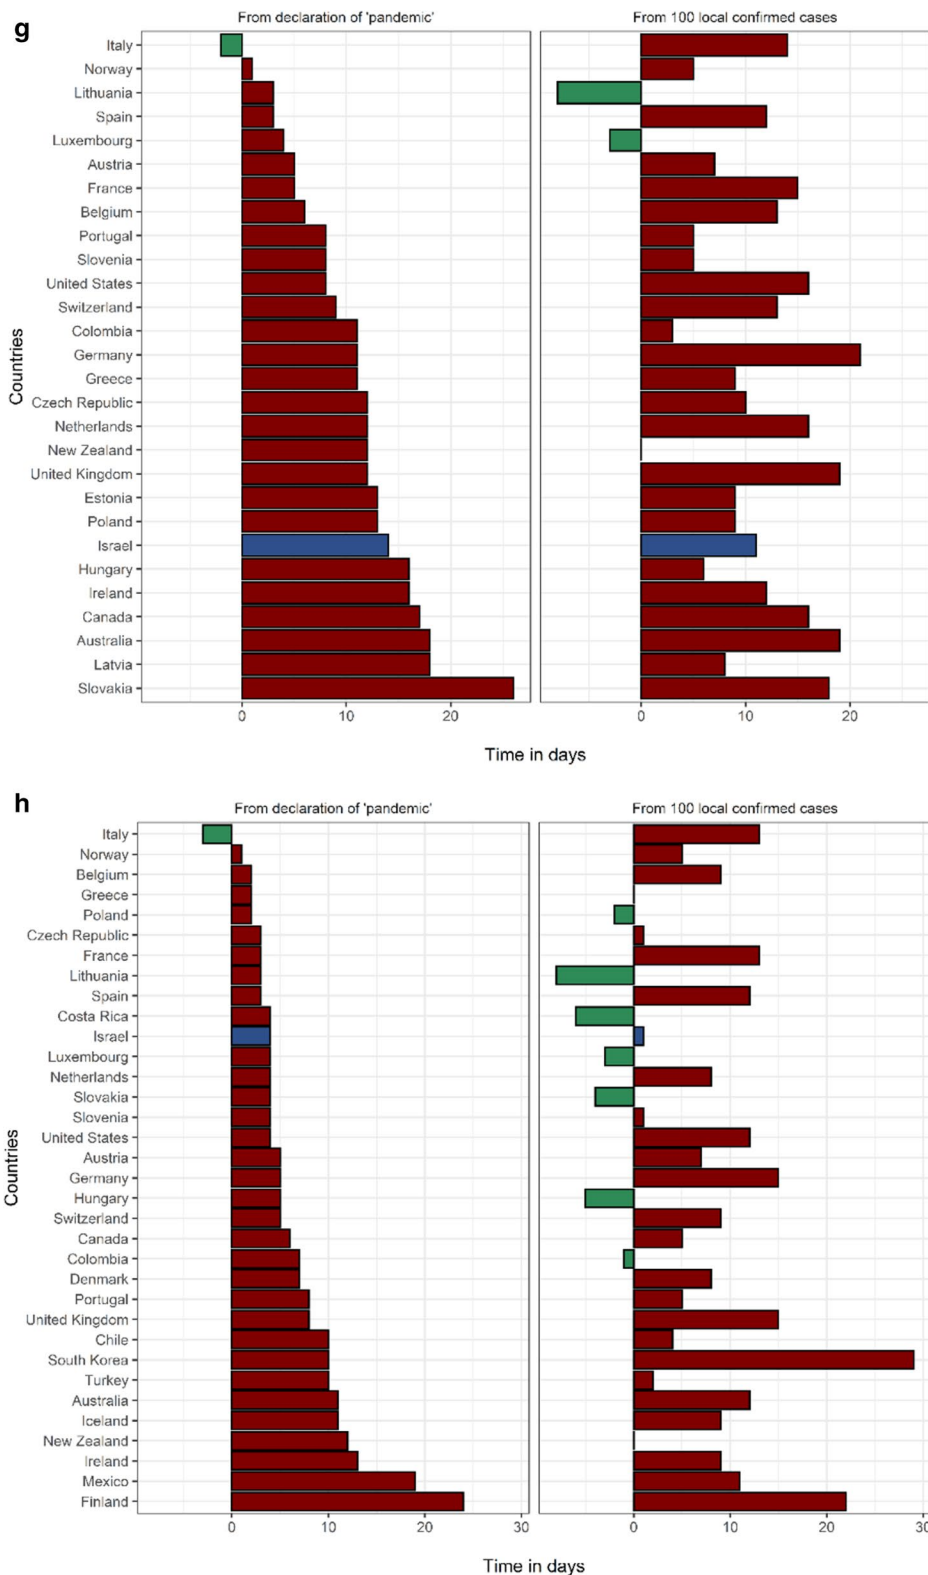 g
From declaration of 'pandemic'
From 100 local confirmed cases
Italy
Norway
Lithuania
Spain
Luxembourg
Austria
France
Belgium
Portugal
Slovenia
United States
Switzerland
Colombia
Germany
Greece
Czech Republic
Netherlands
New Zealand
United Kingdom
Estonia
Poland
Israel
Hungary
Ireland
Canada
Australia
Latvia
Slovakia
Countries
0 10 20
0 10 20
Time in days
h
From declaration of 'pandemic'
From 100 local confirmed cases
Italy
Norway
Belgium
Greece
Poland
Czech Republic
France
Lithuania
Spain
Costa Rica
Israel
Luxembourg
Netherlands
Slovakia
Slovenia
United States
Austria
Germany
Hungary
Switzerland
Canada
Colombia
Denmark
Portugal
United Kingdom
Chile
South Korea
Turkey
Australia
Iceland
New Zealand
Ireland
Mexico
Finland
Countries
0 10 20 30
0 10 20 30
Time in days